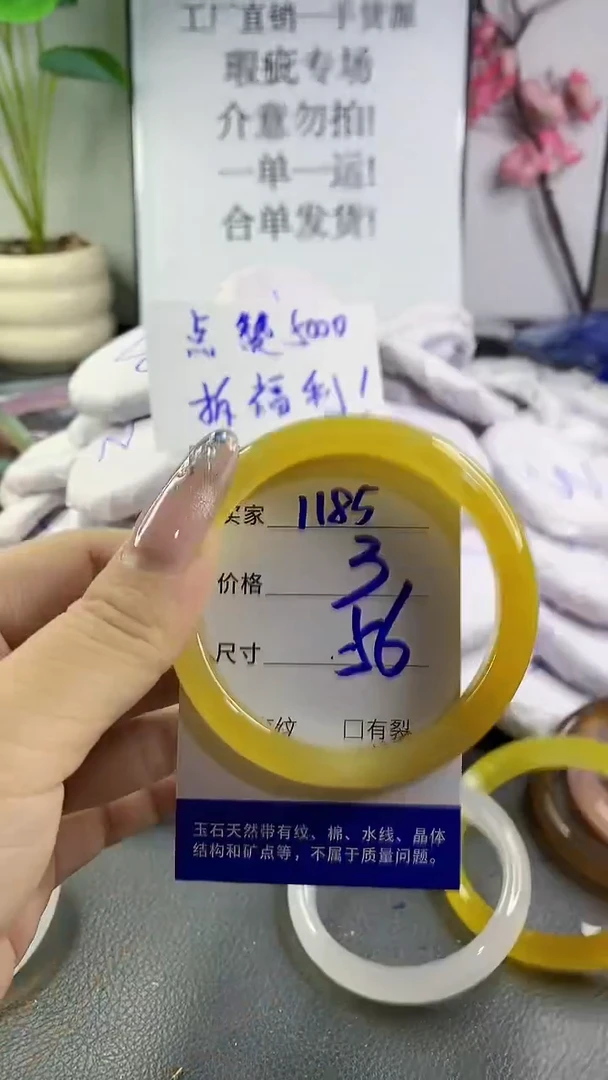 工厂直销一手货源
瑕疵专场
介意勿拍!
一单一运!
合单发货!
点赞5000
拆福利!
买家 1185
价格 3
尺寸 56
纹 □有裂
玉石天然带有纹、棉、水线、晶体
结构和矿点等，不属于质量问题。